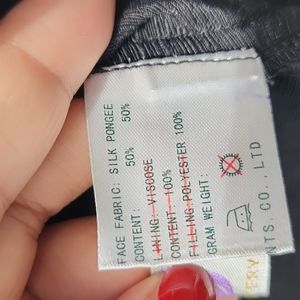 FACE FABRIC: SILK PONGEE 50%
CONTENT: 50%
LINING: VISCOSE
CONTENT: 100%
FILLING: POLYESTER 100%
GRAM WEIGHT:
NTS. CO., LTD
ERY